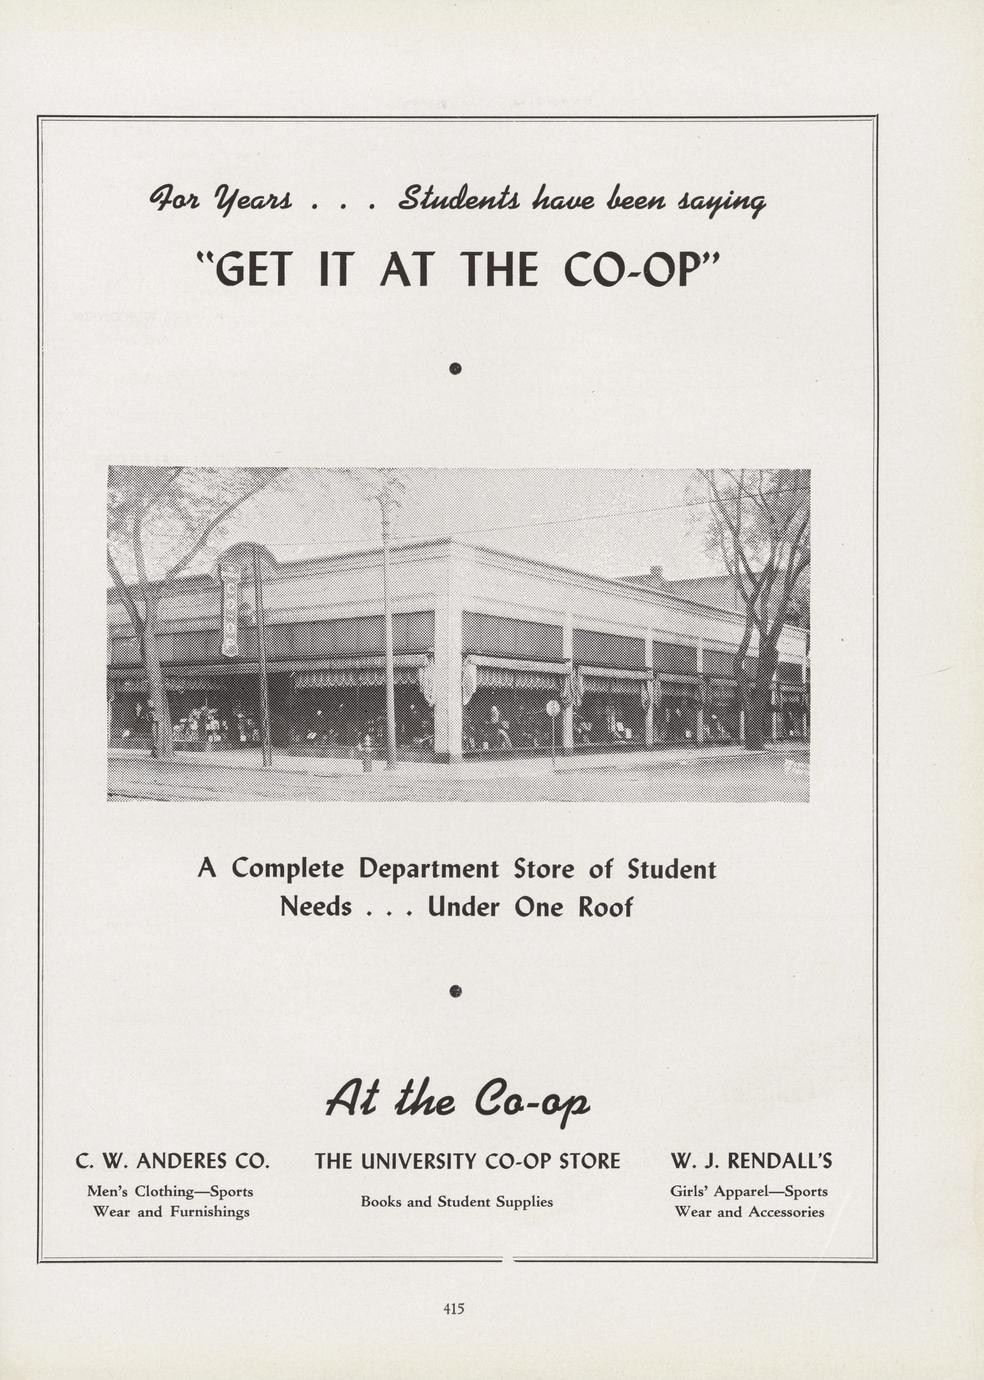 For Years . . . Students have been saying
“GET IT AT THE CO-OP”
CO-OP
A Complete Department Store of Student
Needs . . . Under One Roof
At the Co-op
C. W. ANDERES CO.
Men's Clothing—Sports
Wear and Furnishings
THE UNIVERSITY CO-OP STORE
Books and Student Supplies
W. J. RENDALL'S
Girls' Apparel—Sports
Wear and Accessories
415